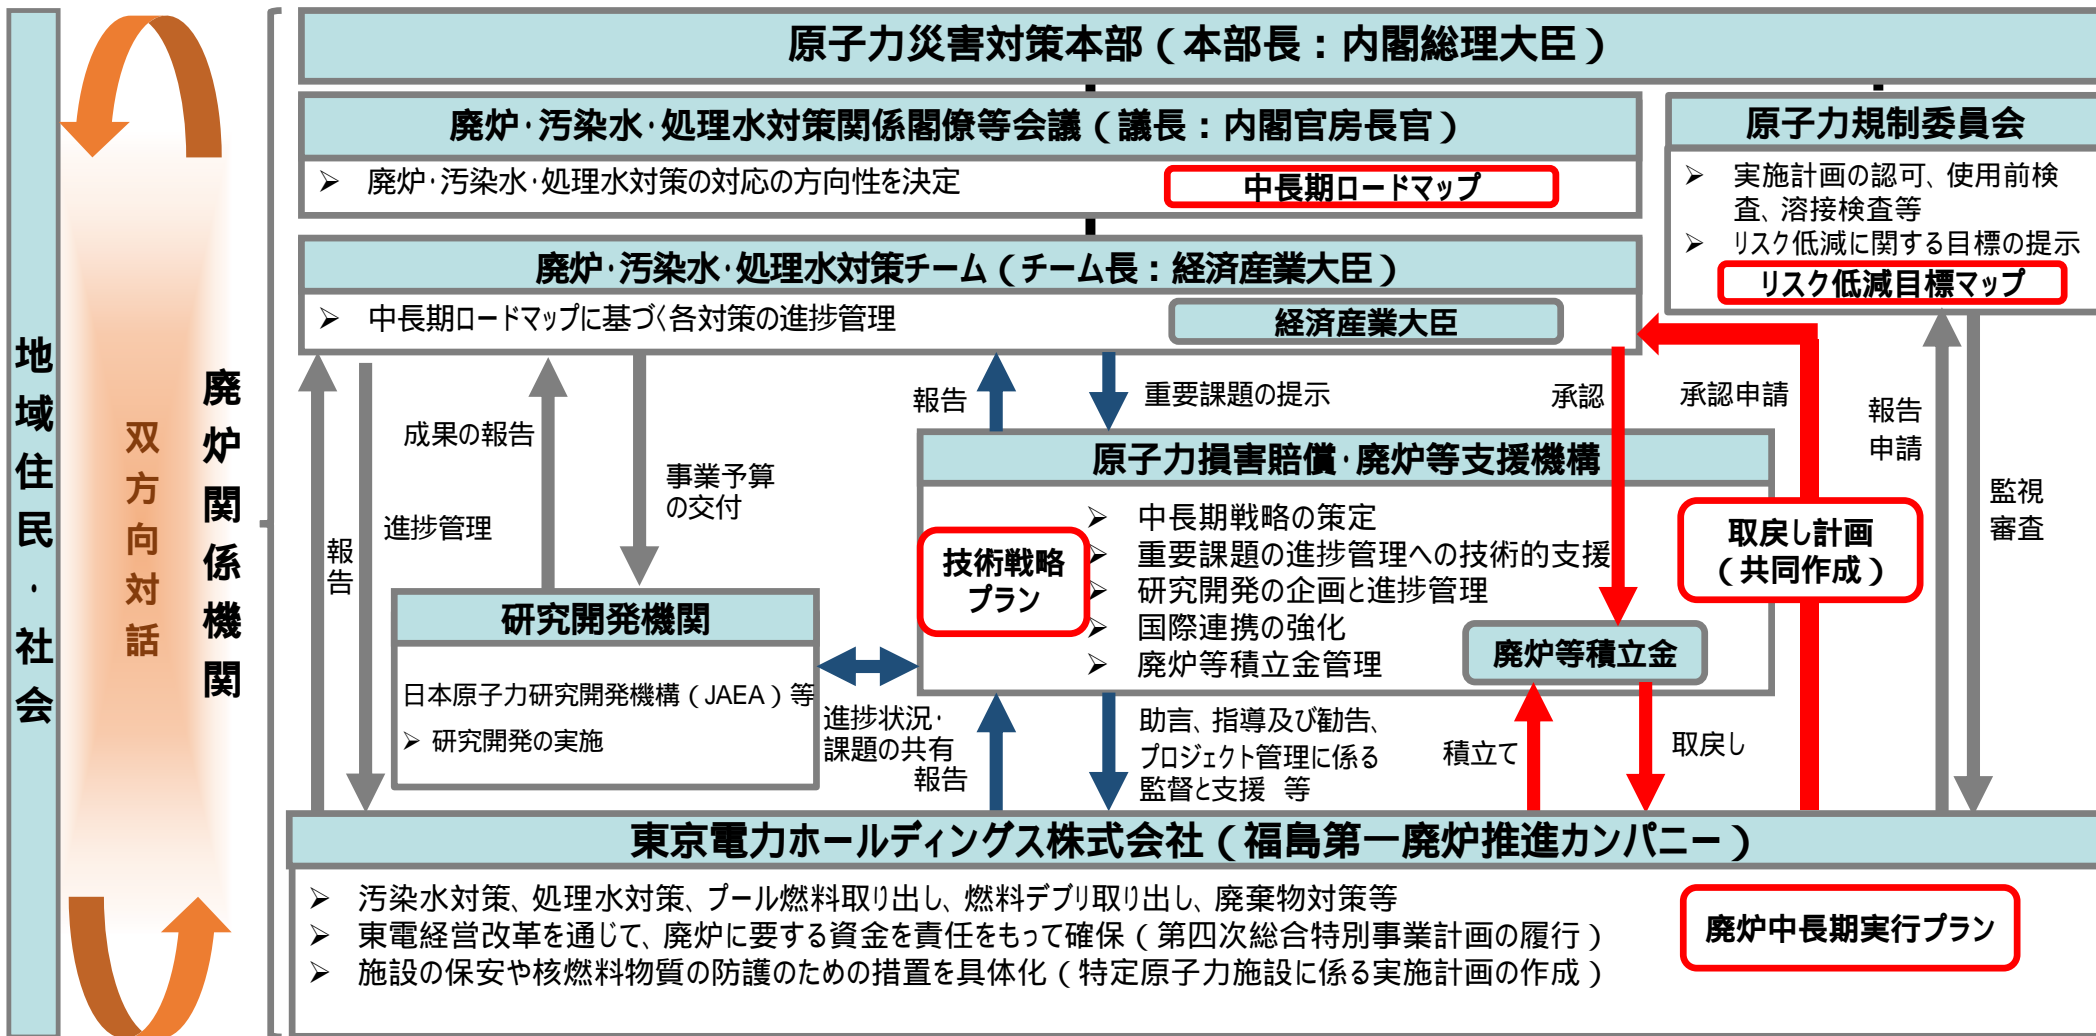 地域住民・社会
双方向対話
廃炉関係機関
原子力災害対策本部（本部長：内閣総理大臣）
廃炉・汚染水・処理水対策関係閣僚等会議（議長：内閣官房長官）
➢ 廃炉・汚染水・処理水対策の対応の方向性を決定
中長期ロードマップ
原子力規制委員会
➢ 実施計画の認可、使用前検
査、溶接検査等
➢ リスク低減に関する目標の提示
リスク低減目標マップ
廃炉・汚染水・処理水対策チーム（チーム長：経済産業大臣）
➢ 中長期ロードマップに基づく各対策の進捗管理
経済産業大臣
報告
進捗管理
成果の報告
事業予算
の交付
報告
重要課題の提示
承認
承認申請
報告
申請
監視
審査
原子力損害賠償・廃炉等支援機構
技術戦略
プラン
➢ 中長期戦略の策定
➢ 重要課題の進捗管理への技術的支援
➢ 研究開発の企画と進捗管理
➢ 国際連携の強化
➢ 廃炉等積立金管理
廃炉等積立金
取戻し計画
（共同作成）
研究開発機関
日本原子力研究開発機構（JAEA）等
➢ 研究開発の実施
進捗状況・
課題の共有
報告
助言、指導及び勧告、
プロジェクト管理に係る
監督と支援 等
積立て
取戻し
東京電力ホールディングス株式会社（福島第一廃炉推進カンパニー）
➢ 汚染水対策、処理水対策、プール燃料取り出し、燃料デブリ取り出し、廃棄物対策等
➢ 東電経営改革を通じて、廃炉に要する資金を責任をもって確保（第四次総合特別事業計画の履行）
➢ 施設の保安や核燃料物質の防護のための措置を具体化（特定原子力施設に係る実施計画の作成）
廃炉中長期実行プラン